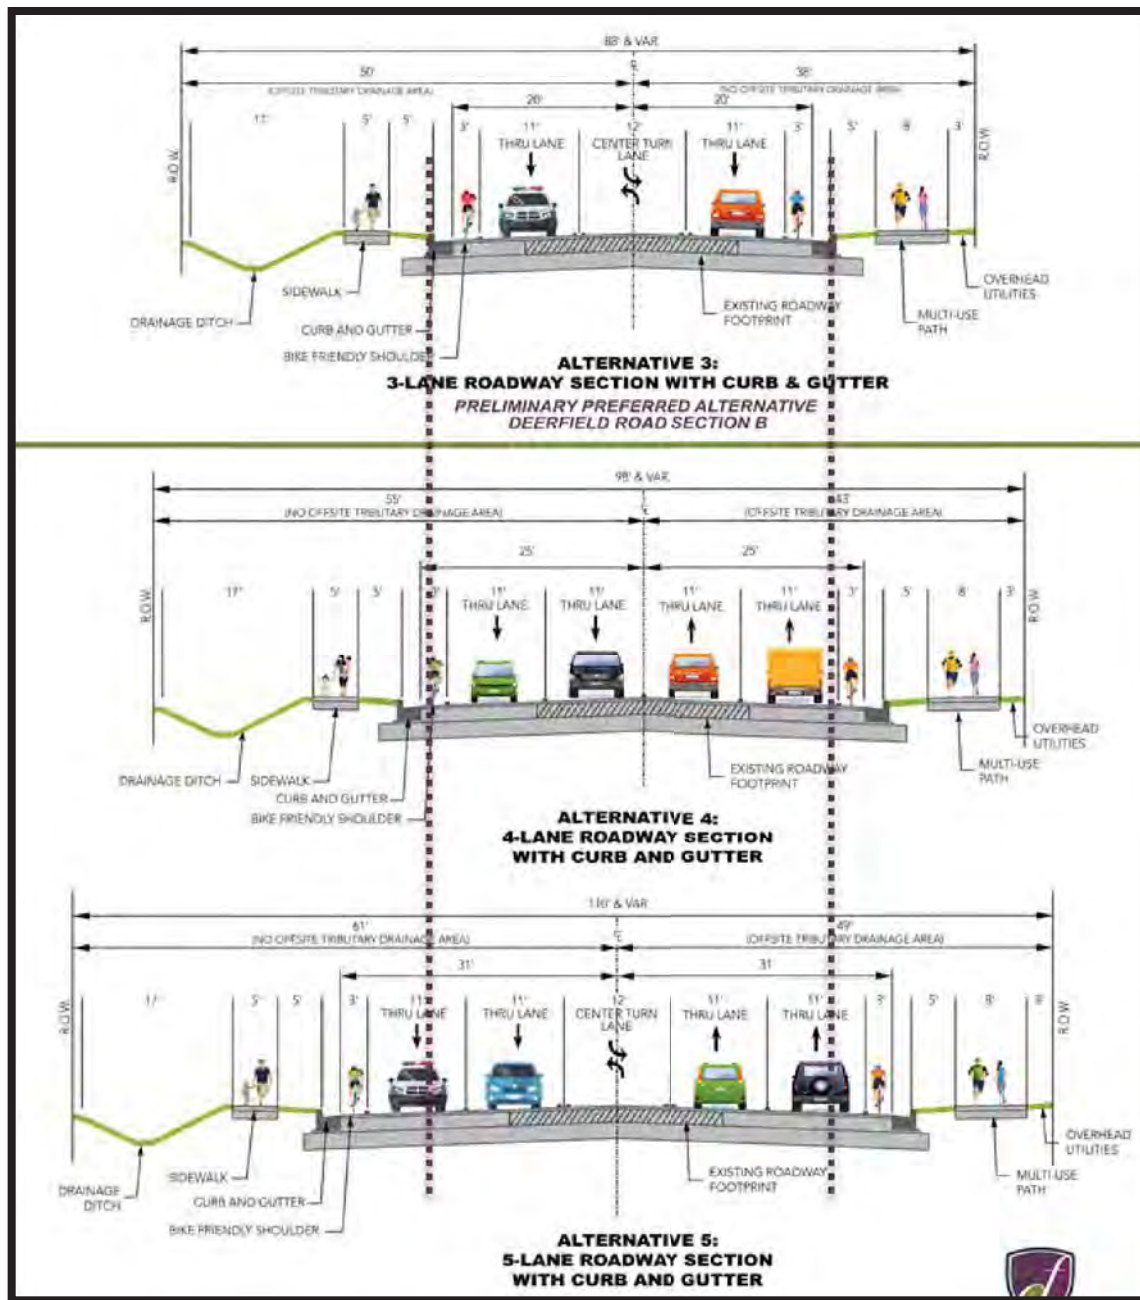 88' & VAR
50'
38'
(OFFSITE TRIBUTARY DRAINAGE AREA)
(NO OFFSITE TRIBUTARY DRAINAGE AREA)
20'
5' 5' 3' 11' 12' 11' 3' 5' 8' 3'
THRU LANE CENTER TURN LANE THRU LANE
R.O.W.
R.O.W.
SIDEWALK
DRAINAGE DITCH
CURB AND GUTTER
BIKE FRIENDLY SHOULDER
EXISTING ROADWAY
FOOTPRINT
OVERHEAD
UTILITIES
MULTI-USE
PATH
ALTERNATIVE 3:
3-LANE ROADWAY SECTION WITH CURB & GUTTER
PRELIMINARY PREFERRED ALTERNATIVE
DEERFIELD ROAD SECTION B
98' & VAR
55'
43'
(NO OFFSITE TRIBUTARY DRAINAGE AREA)
(OFFSITE TRIBUTARY DRAINAGE AREA)
25' 25'
17' 5' 11' 11' 11' 11' 3' 5' 8' 3'
THRU LANE THRU LANE THRU LANE THRU LANE
R.O.W.
R.O.W.
DRAINAGE DITCH
SIDEWALK
CURB AND GUTTER
BIKE FRIENDLY SHOULDER
EXISTING ROADWAY
FOOTPRINT
OVERHEAD
UTILITIES
MULTI-USE
PATH
ALTERNATIVE 4:
4-LANE ROADWAY SECTION
WITH CURB AND GUTTER
110' & VAR
61'
49'
(NO OFFSITE TRIBUTARY DRAINAGE AREA)
(OFFSITE TRIBUTARY DRAINAGE AREA)
31' 31'
17' 5' 5' 3' 11' 11' 12' 11' 11' 3' 5' 8'
THRU LANE THRU LANE CENTER TURN LANE THRU LANE THRU LANE
R.O.W.
R.O.W.
SIDEWALK
DRAINAGE
DITCH
CURB AND GUTTER
BIKE FRIENDLY SHOULDER
EXISTING ROADWAY
FOOTPRINT
OVERHEAD
UTILITIES
MULTI-USE
PATH
ALTERNATIVE 5:
5-LANE ROADWAY SECTION
WITH CURB AND GUTTER